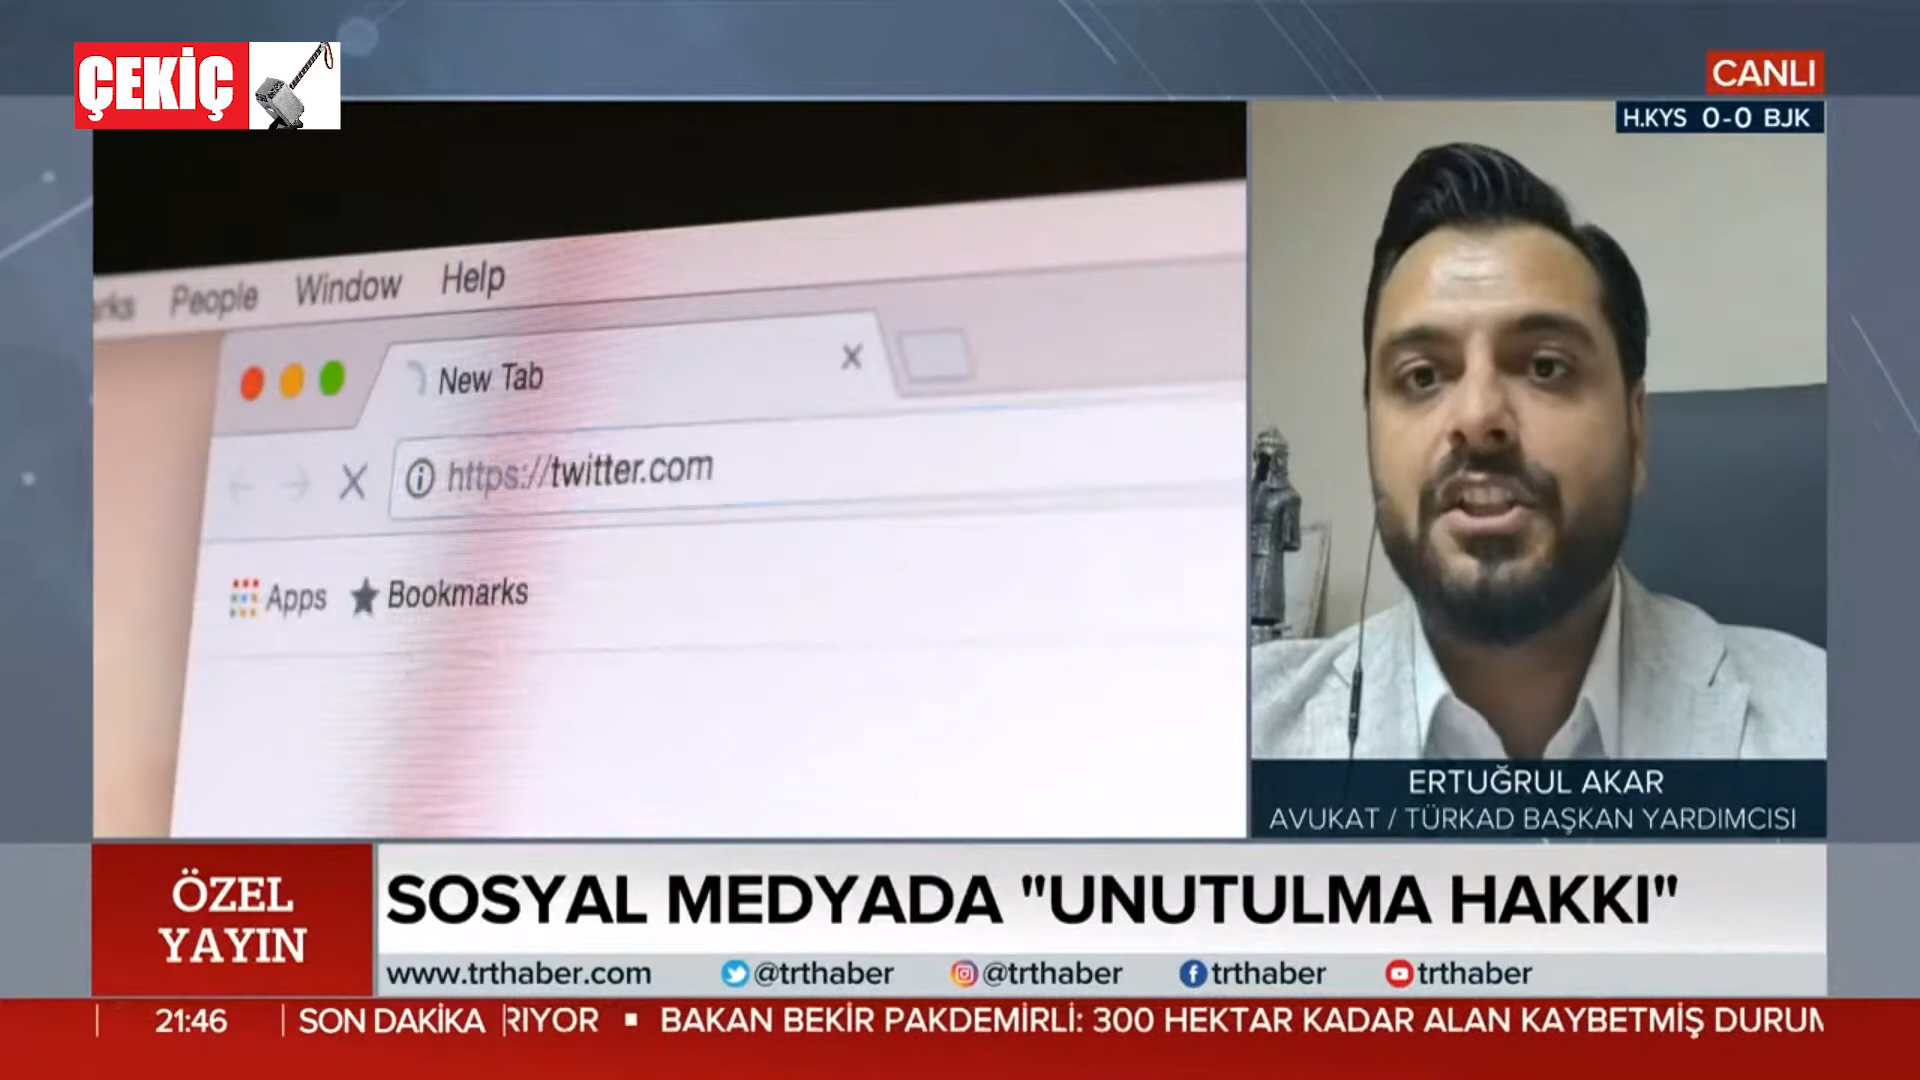 ÇEKİÇ
CANLI
H.KYS 0-0 BJK
rks People Window Help
New Tab
https://twitter.com
Apps Bookmarks
ERTUĞRUL AKAR
AVUKAT / TÜRKAD BAŞKAN YARDIMCISI
ÖZEL
YAYIN
SOSYAL MEDYADA "UNUTULMA HAKKI"
www.trthaber.com @trthaber @trthaber trthaber trthaber
21:46 SON DAKİKA RIYOR ▪ BAKAN BEKİR PAKDEMİRLİ: 300 HEKTAR KADAR ALAN KAYBETMİŞ DURUM